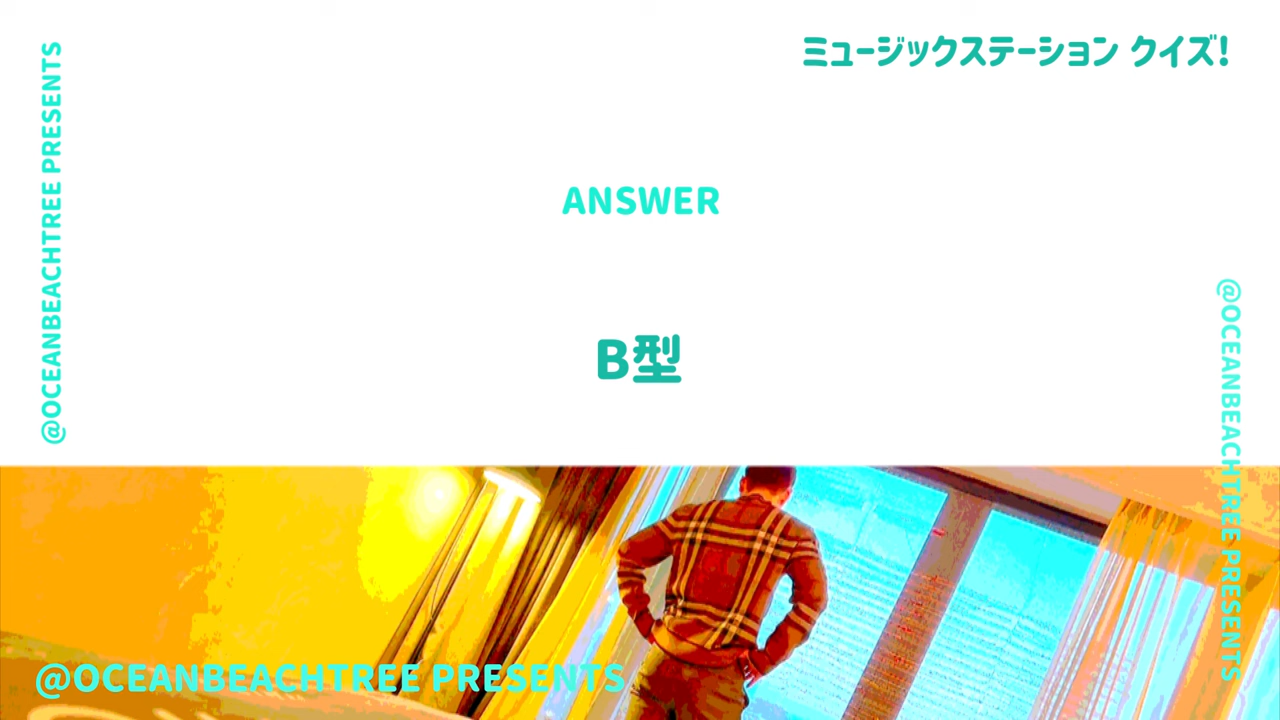 @OCEANBEACHTREE PRESENTS
ミュージックステーション クイズ!
ANSWER
B型
@OCEANBEACHTREE PRESENTS
@OCEANBEACHTREE PRESENTS